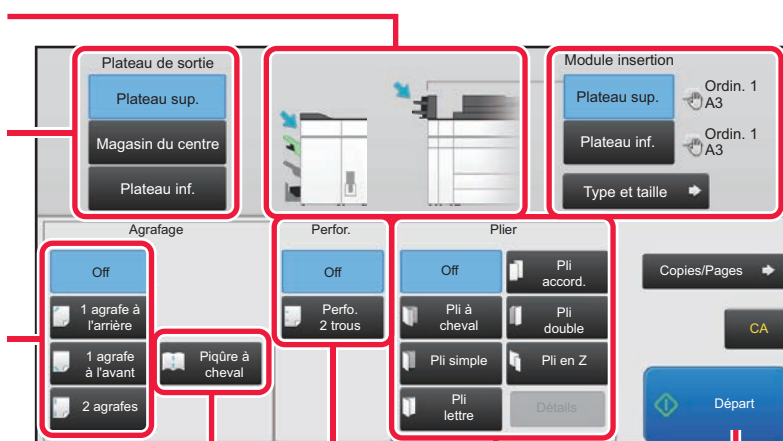 Plateau de sortie
Plateau sup.
Magasin du centre
Plateau inf.
Module insertion
Plateau sup.
Ordin. 1
A3
Plateau inf.
Ordin. 1
A3
Type et taille
Agrafage
Off
1 agrafe à
l'arrière
1 agrafe
à l'avant
2 agrafes
Piqûre à
cheval
Perfor.
Off
Perfo.
2 trous
Plier
Off
Pli
accord.
Pli à
cheval
Pli
double
Pli simple
Pli en Z
Pli
lettre
Détails
Copies/Pages
CA
Départ